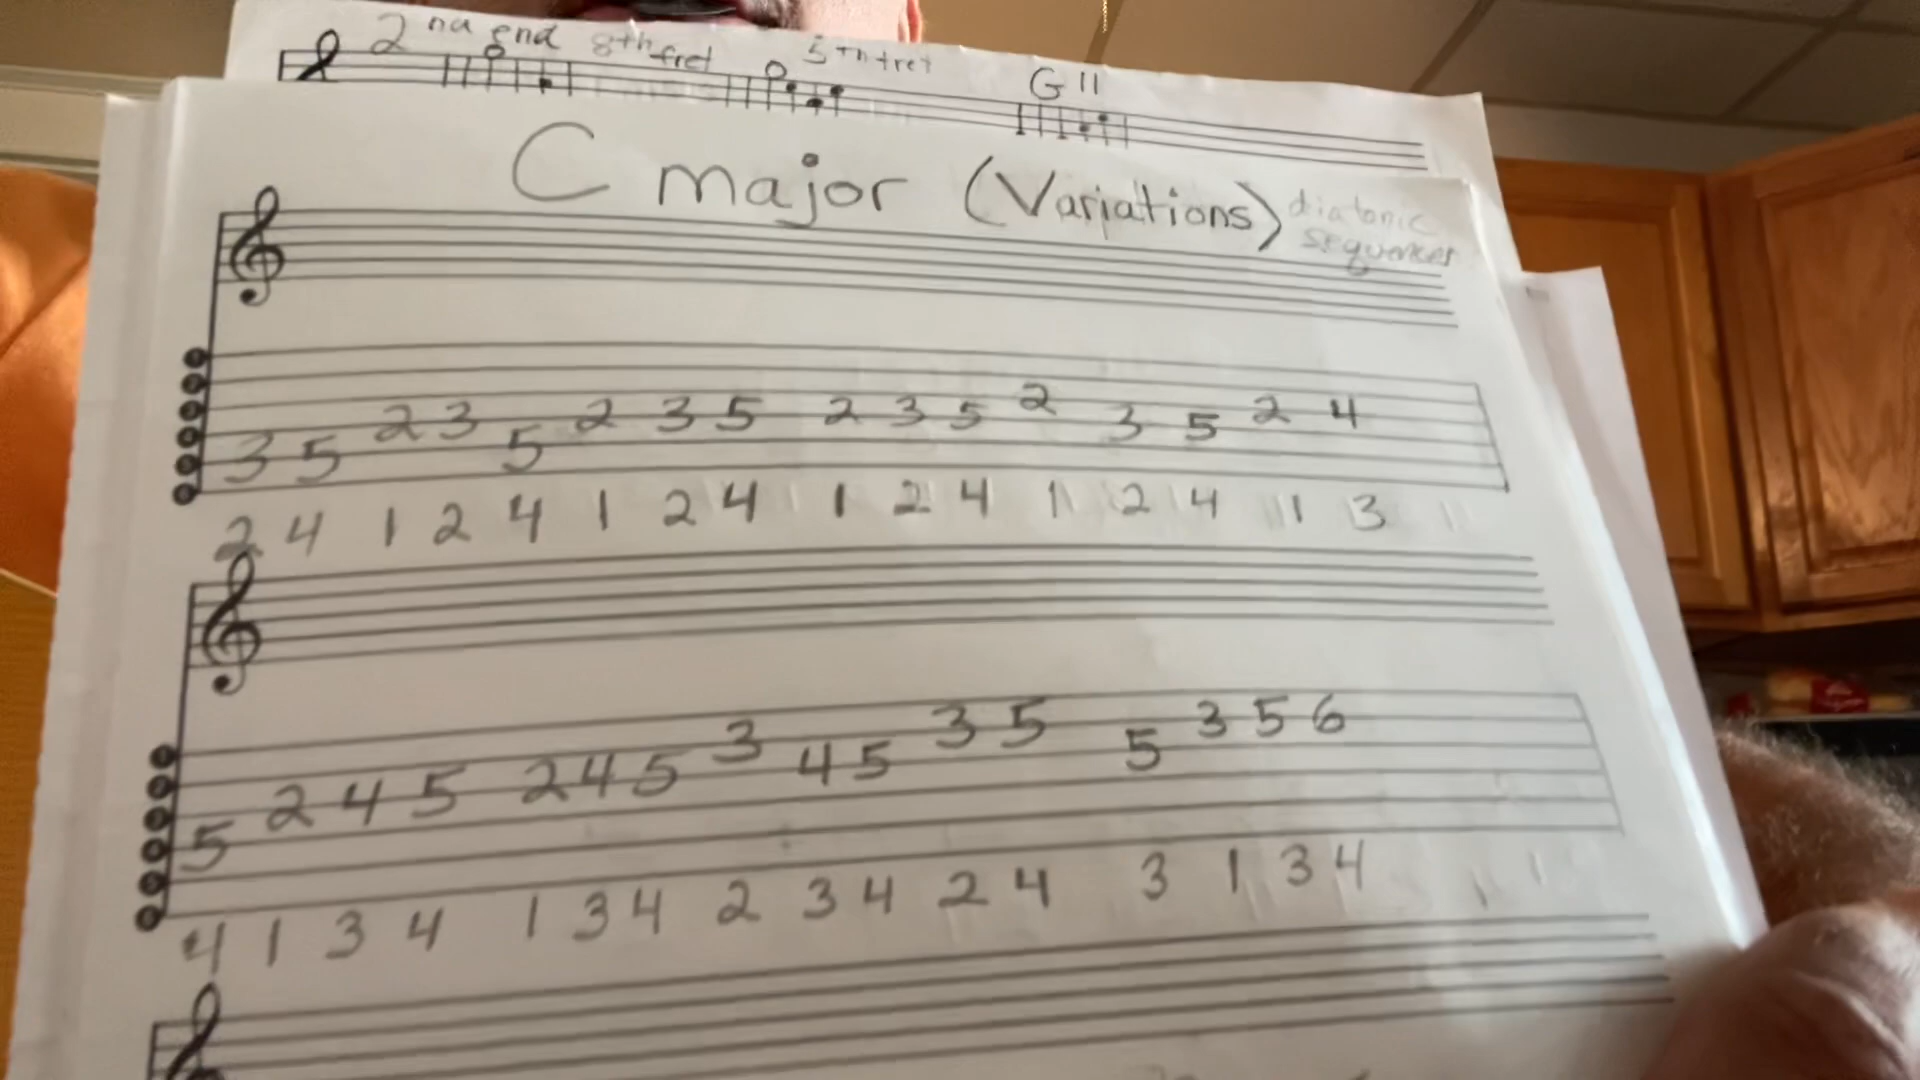 2nd end 8th fret 5th fret G11
C major (Variations) diatonic
sequences
3 5 2 3 5 2 3 5 2 3 5 2 3 5 2 4
2 4 1 2 4 1 2 4 1 2 4 1 2 4 1 3
5 2 4 5 2 4 5 3 4 5 3 5 5 3 5 6
4 1 3 4 1 3 4 2 3 4 2 4 3 1 3 4